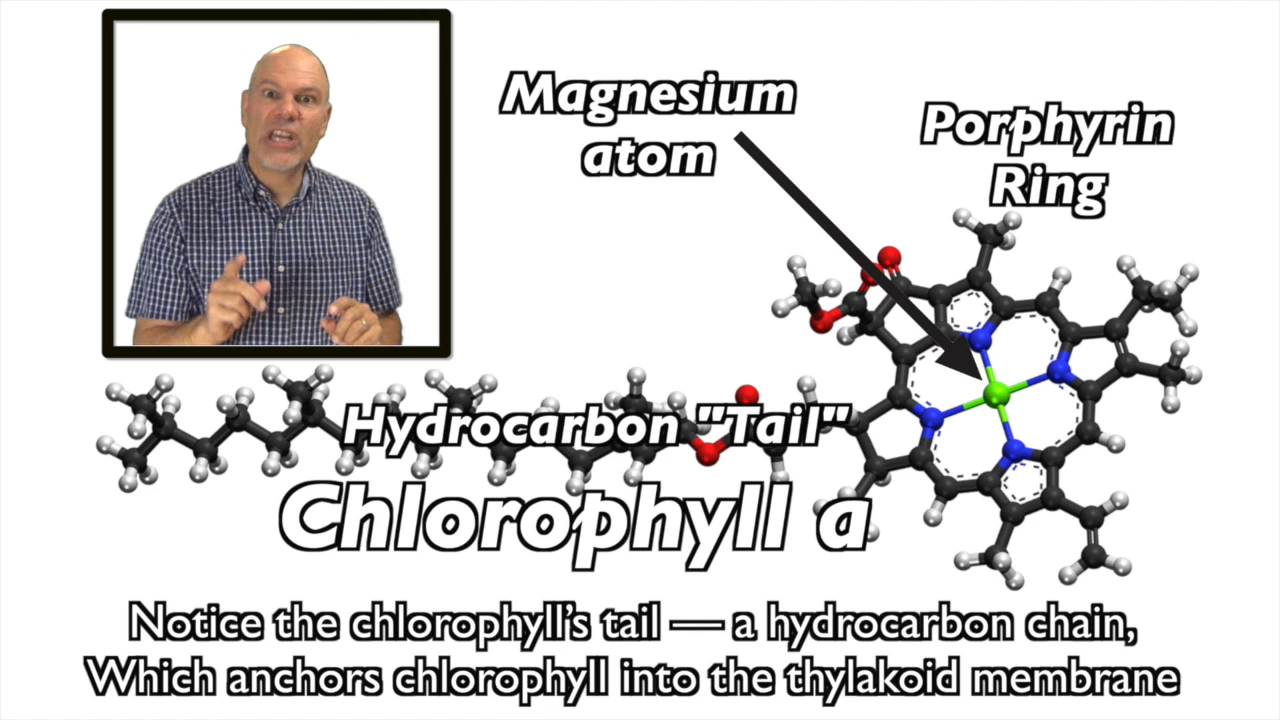 Magnesium
atom
Porphyrin
Ring
Hydrocarbon "Tail"
Chlorophyll a
Notice the chlorophyll’s tail — a hydrocarbon chain,
Which anchors chlorophyll into the thylakoid membrane